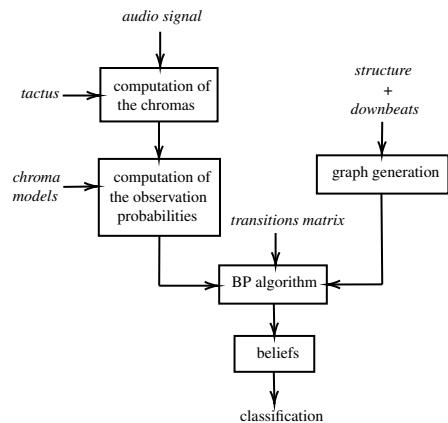 audio signal
tactus
computation of
the chromas
structure
+
downbeats
chroma
models
computation of
the observation
probabilities
graph generation
transitions matrix
BP algorithm
beliefs
classification